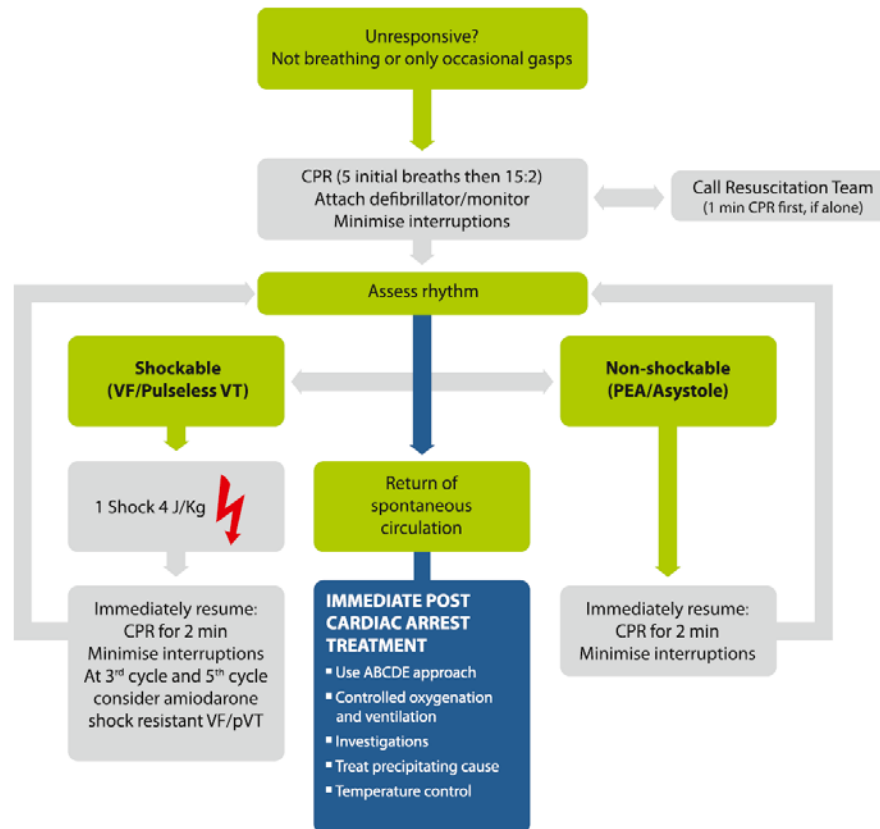 Unresponsive?
Not breathing or only occasional gasps
CPR (5 initial breaths then 15:2)
Attach defibrillator/monitor
Minimise interruptions
Call Resuscitation Team
(1 min CPR first, if alone)
Assess rhythm
Shockable
(VF/Pulseless VT)
Non-shockable
(PEA/Asystole)
1 Shock 4 J/Kg
Return of
spontaneous
circulation
Immediately resume:
CPR for 2 min
Minimise interruptions
At 3rd cycle and 5th cycle
consider amiodarone
shock resistant VF/pVT
IMMEDIATE POST
CARDIAC ARREST
TREATMENT
▪ Use ABCDE approach
▪ Controlled oxygenation
and ventilation
▪ Investigations
▪ Treat precipitating cause
▪ Temperature control
Immediately resume:
CPR for 2 min
Minimise interruptions